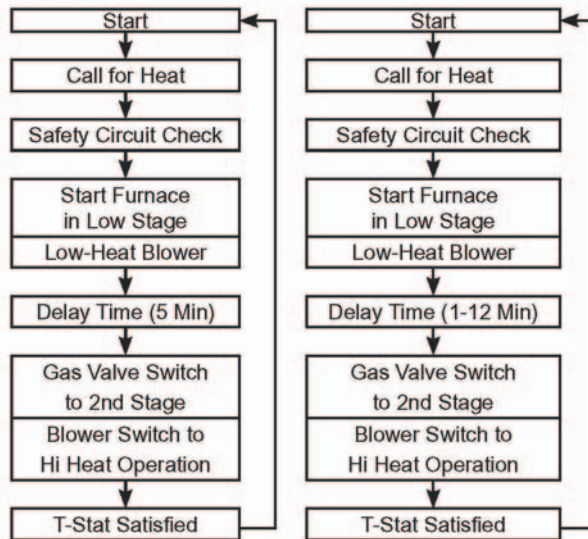 Start
Call for Heat
Safety Circuit Check
Start Furnace
in Low Stage
Low-Heat Blower
Delay Time (5 Min)
Gas Valve Switch
to 2nd Stage
Blower Switch to
Hi Heat Operation
T-Stat Satisfied
Start
Call for Heat
Safety Circuit Check
Start Furnace
in Low Stage
Low-Heat Blower
Delay Time (1-12 Min)
Gas Valve Switch
to 2nd Stage
Blower Switch to
Hi Heat Operation
T-Stat Satisfied